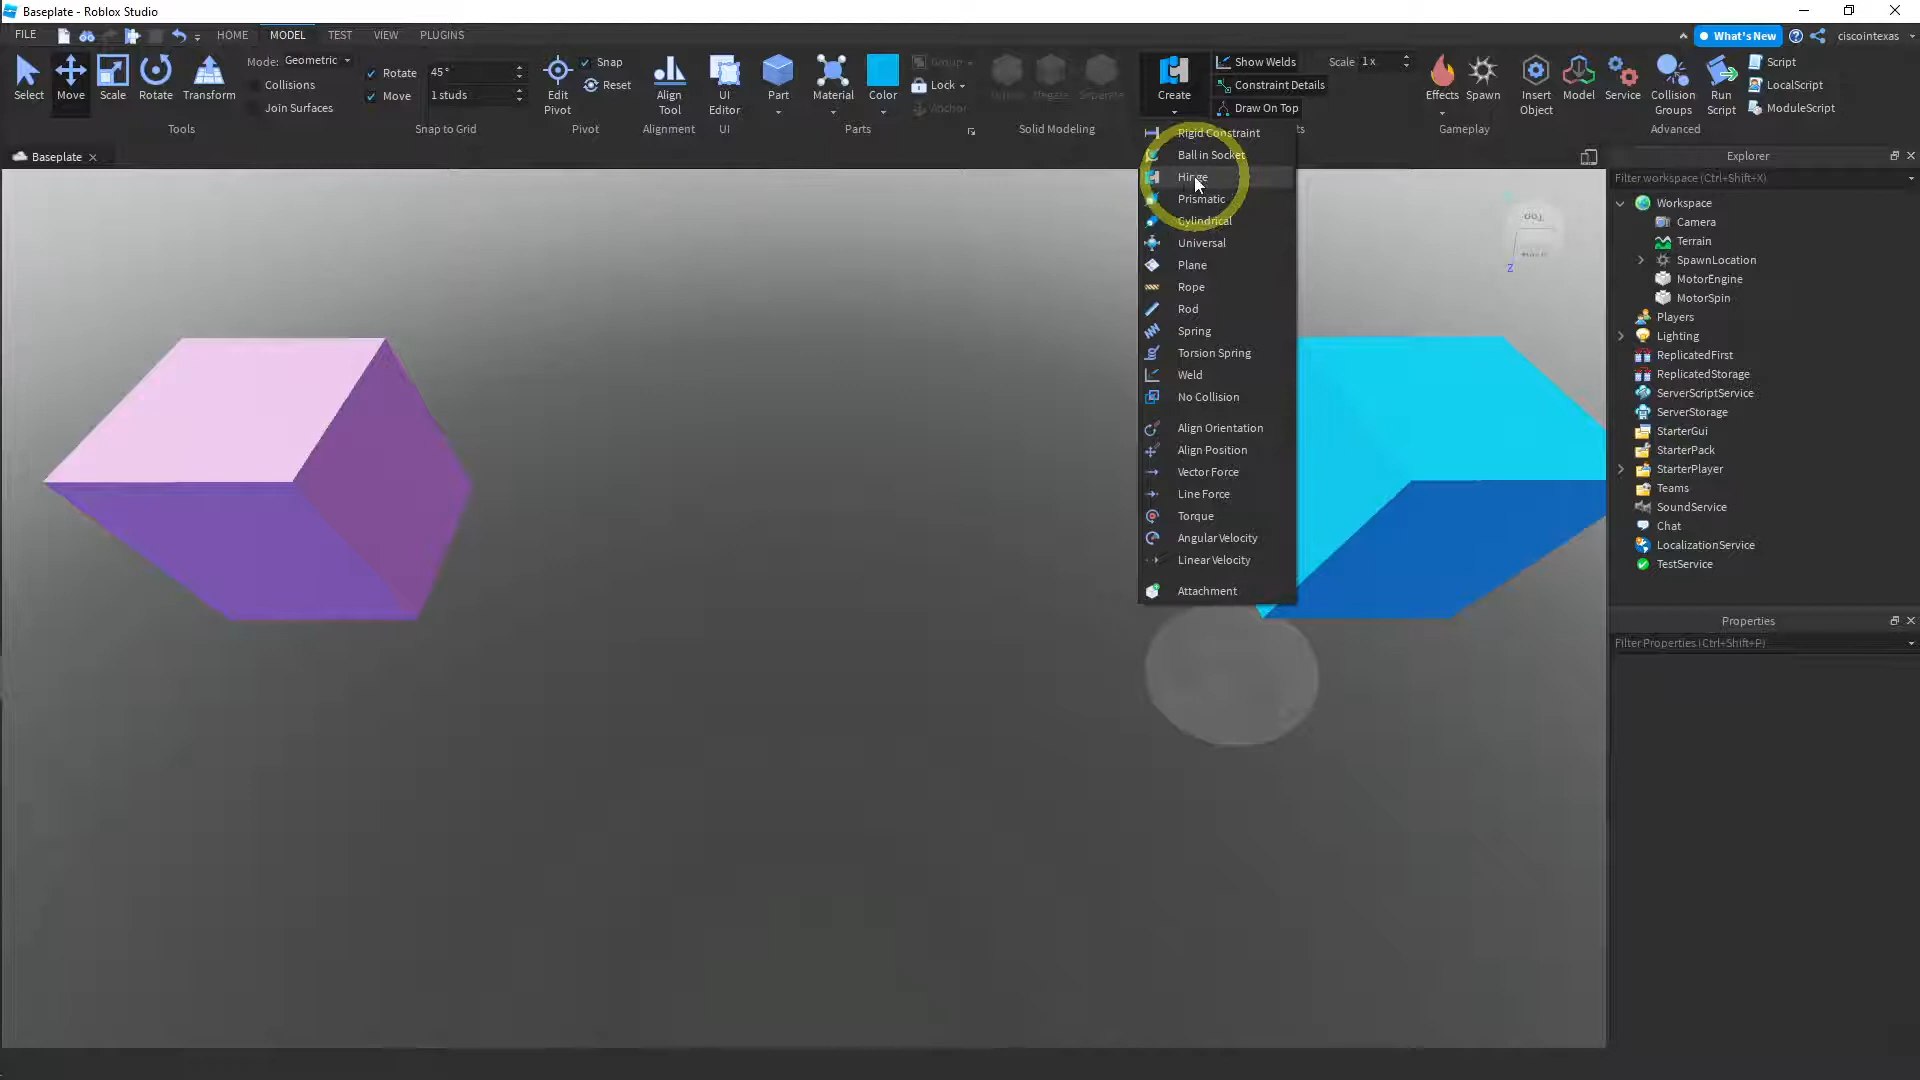 Baseplate - Roblox Studio
FILE HOME MODEL TEST VIEW PLUGINS
What's New
ciscointexas
Select
Move
Scale
Rotate
Transform
Mode: Geometric
Collisions
Join Surfaces
Tools
Rotate 45°
Move 1 studs
Snap to Grid
Edit Pivot
Snap
Reset
Pivot
Align Tool
Alignment
UI Editor
UI
Part
Material
Color
Group
Lock
Anchor
Parts
Negate
Separate
Solid Modeling
Create
Show Welds
Constraint Details
Draw On Top
Scale 1x
Effects
Spawn
Gameplay
Insert Object
Model
Service
Collision Groups
Run Script
Script
LocalScript
ModuleScript
Advanced
Baseplate
Rigid Constraint
Ball in Socket
Hinge
Prismatic
Cylindrical
Universal
Plane
Rope
Rod
Spring
Torsion Spring
Weld
No Collision
Align Orientation
Align Position
Vector Force
Line Force
Torque
Angular Velocity
Linear Velocity
Attachment
Top
Z
Explorer
Filter workspace (Ctrl+Shift+X)
Workspace
Camera
Terrain
SpawnLocation
MotorEngine
MotorSpin
Players
Lighting
ReplicatedFirst
ReplicatedStorage
ServerScriptService
ServerStorage
StarterGui
StarterPack
StarterPlayer
Teams
SoundService
Chat
LocalizationService
TestService
Properties
Filter Properties (Ctrl+Shift+P)